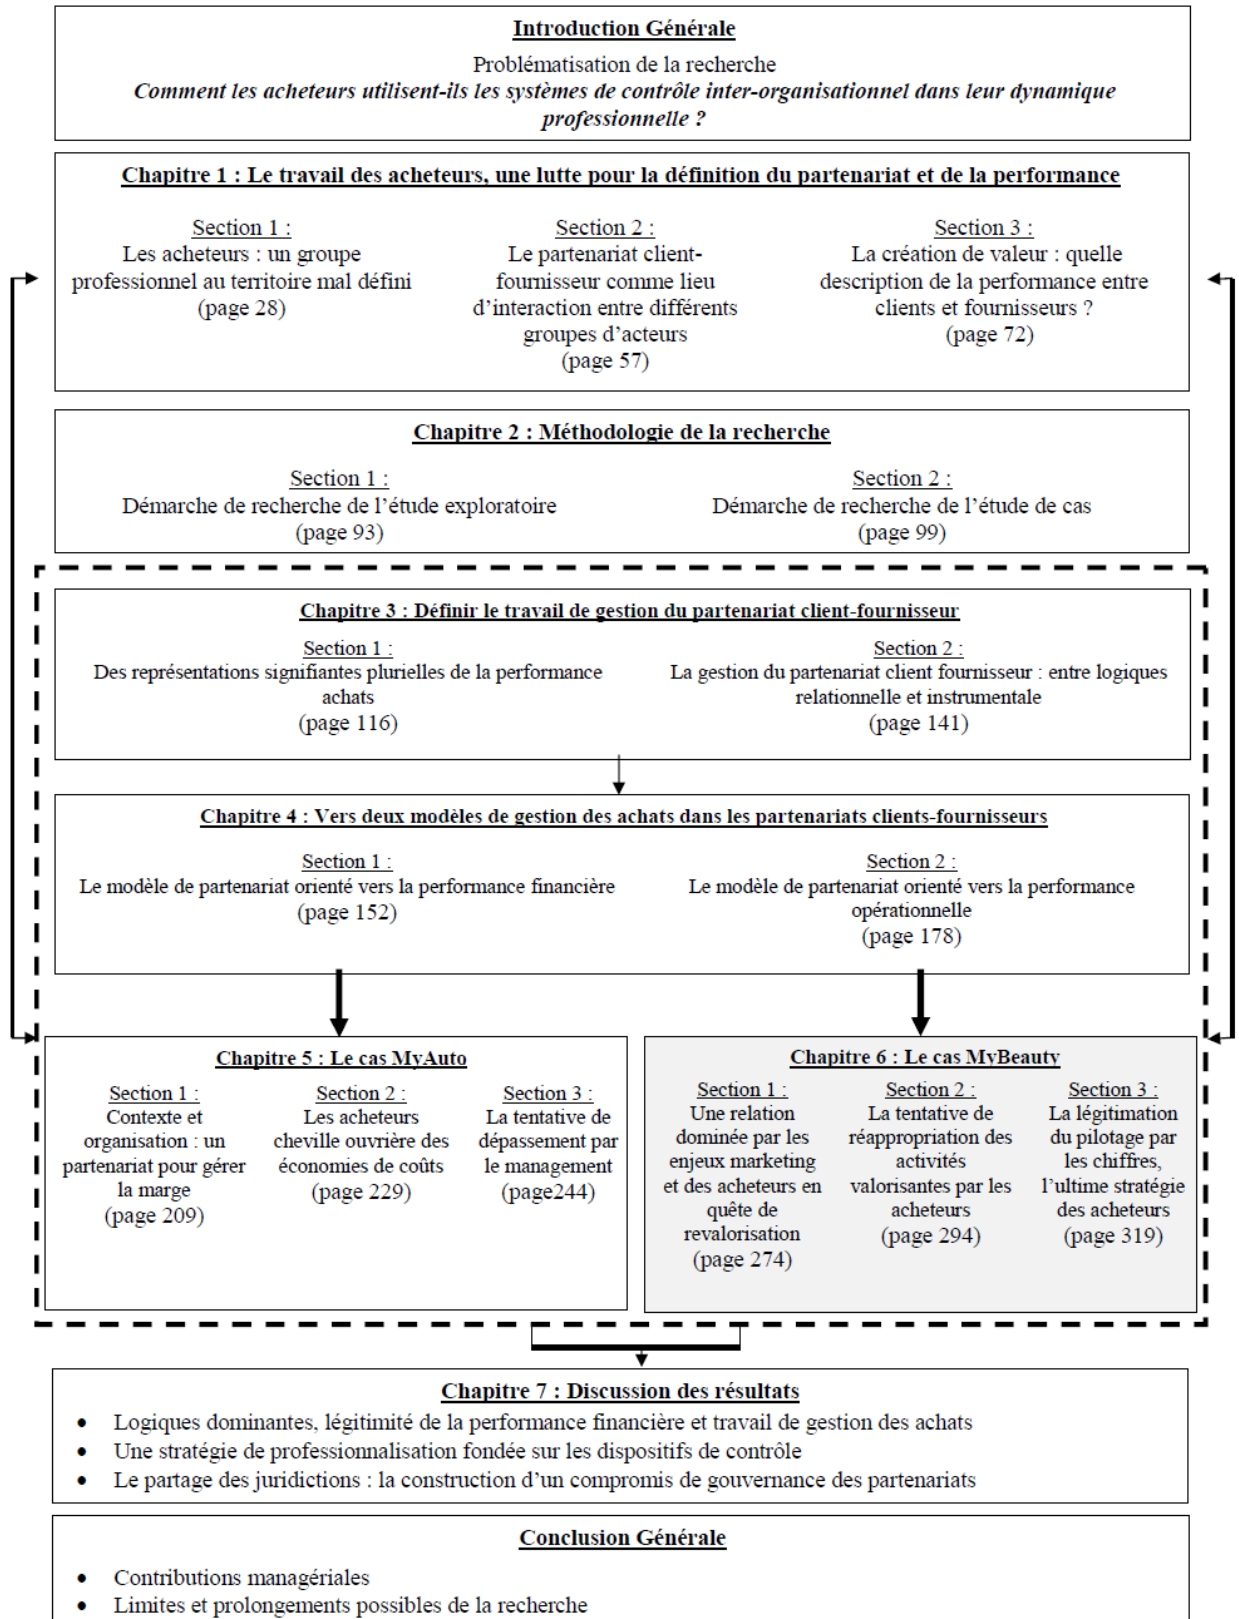 Introduction Générale
Problématisation de la recherche
Comment les acheteurs utilisent-ils les systèmes de contrôle inter-organisationnel dans leur dynamique
professionnelle ?
Chapitre 1 : Le travail des acheteurs, une lutte pour la définition du partenariat et de la performance
Section 1 :
Les acheteurs : un groupe
professionnel au territoire mal défini
(page 28)
Section 2 :
Le partenariat client-
fournisseur comme lieu
d’interaction entre différents
groupes d’acteurs
(page 57)
Section 3 :
La création de valeur : quelle
description de la performance entre
clients et fournisseurs ?
(page 72)
Chapitre 2 : Méthodologie de la recherche
Section 1 :
Démarche de recherche de l’étude exploratoire
(page 93)
Section 2 :
Démarche de recherche de l’étude de cas
(page 99)
Chapitre 3 : Définir le travail de gestion du partenariat client-fournisseur
Section 1 :
Des représentations signifiantes plurielles de la performance
achats
(page 116)
Section 2 :
La gestion du partenariat client fournisseur : entre logiques
relationnelle et instrumentale
(page 141)
Chapitre 4 : Vers deux modèles de gestion des achats dans les partenariats clients-fournisseurs
Section 1 :
Le modèle de partenariat orienté vers la performance financière
(page 152)
Section 2 :
Le modèle de partenariat orienté vers la performance
opérationnelle
(page 178)
Chapitre 5 : Le cas MyAuto
Section 1 :
Contexte et
organisation : un
partenariat pour gérer
la marge
(page 209)
Section 2 :
Les acheteurs
cheville ouvrière des
économies de coûts
(page 229)
Section 3 :
La tentative de
dépassement par
le management
(page244)
Chapitre 6 : Le cas MyBeauty
Section 1 :
Une relation
dominée par les
enjeux marketing
et des acheteurs en
quête de
revalorisation
(page 274)
Section 2 :
La tentative de
réappropriation des
activités
valorisantes par les
acheteurs
(page 294)
Section 3 :
La légitimation
du pilotage par
les chiffres,
l’ultime stratégie
des acheteurs
(page 319)
Chapitre 7 : Discussion des résultats
• Logiques dominantes, légitimité de la performance financière et travail de gestion des achats
• Une stratégie de professionnalisation fondée sur les dispositifs de contrôle
• Le partage des juridictions : la construction d’un compromis de gouvernance des partenariats
Conclusion Générale
• Contributions managériales
• Limites et prolongements possibles de la recherche